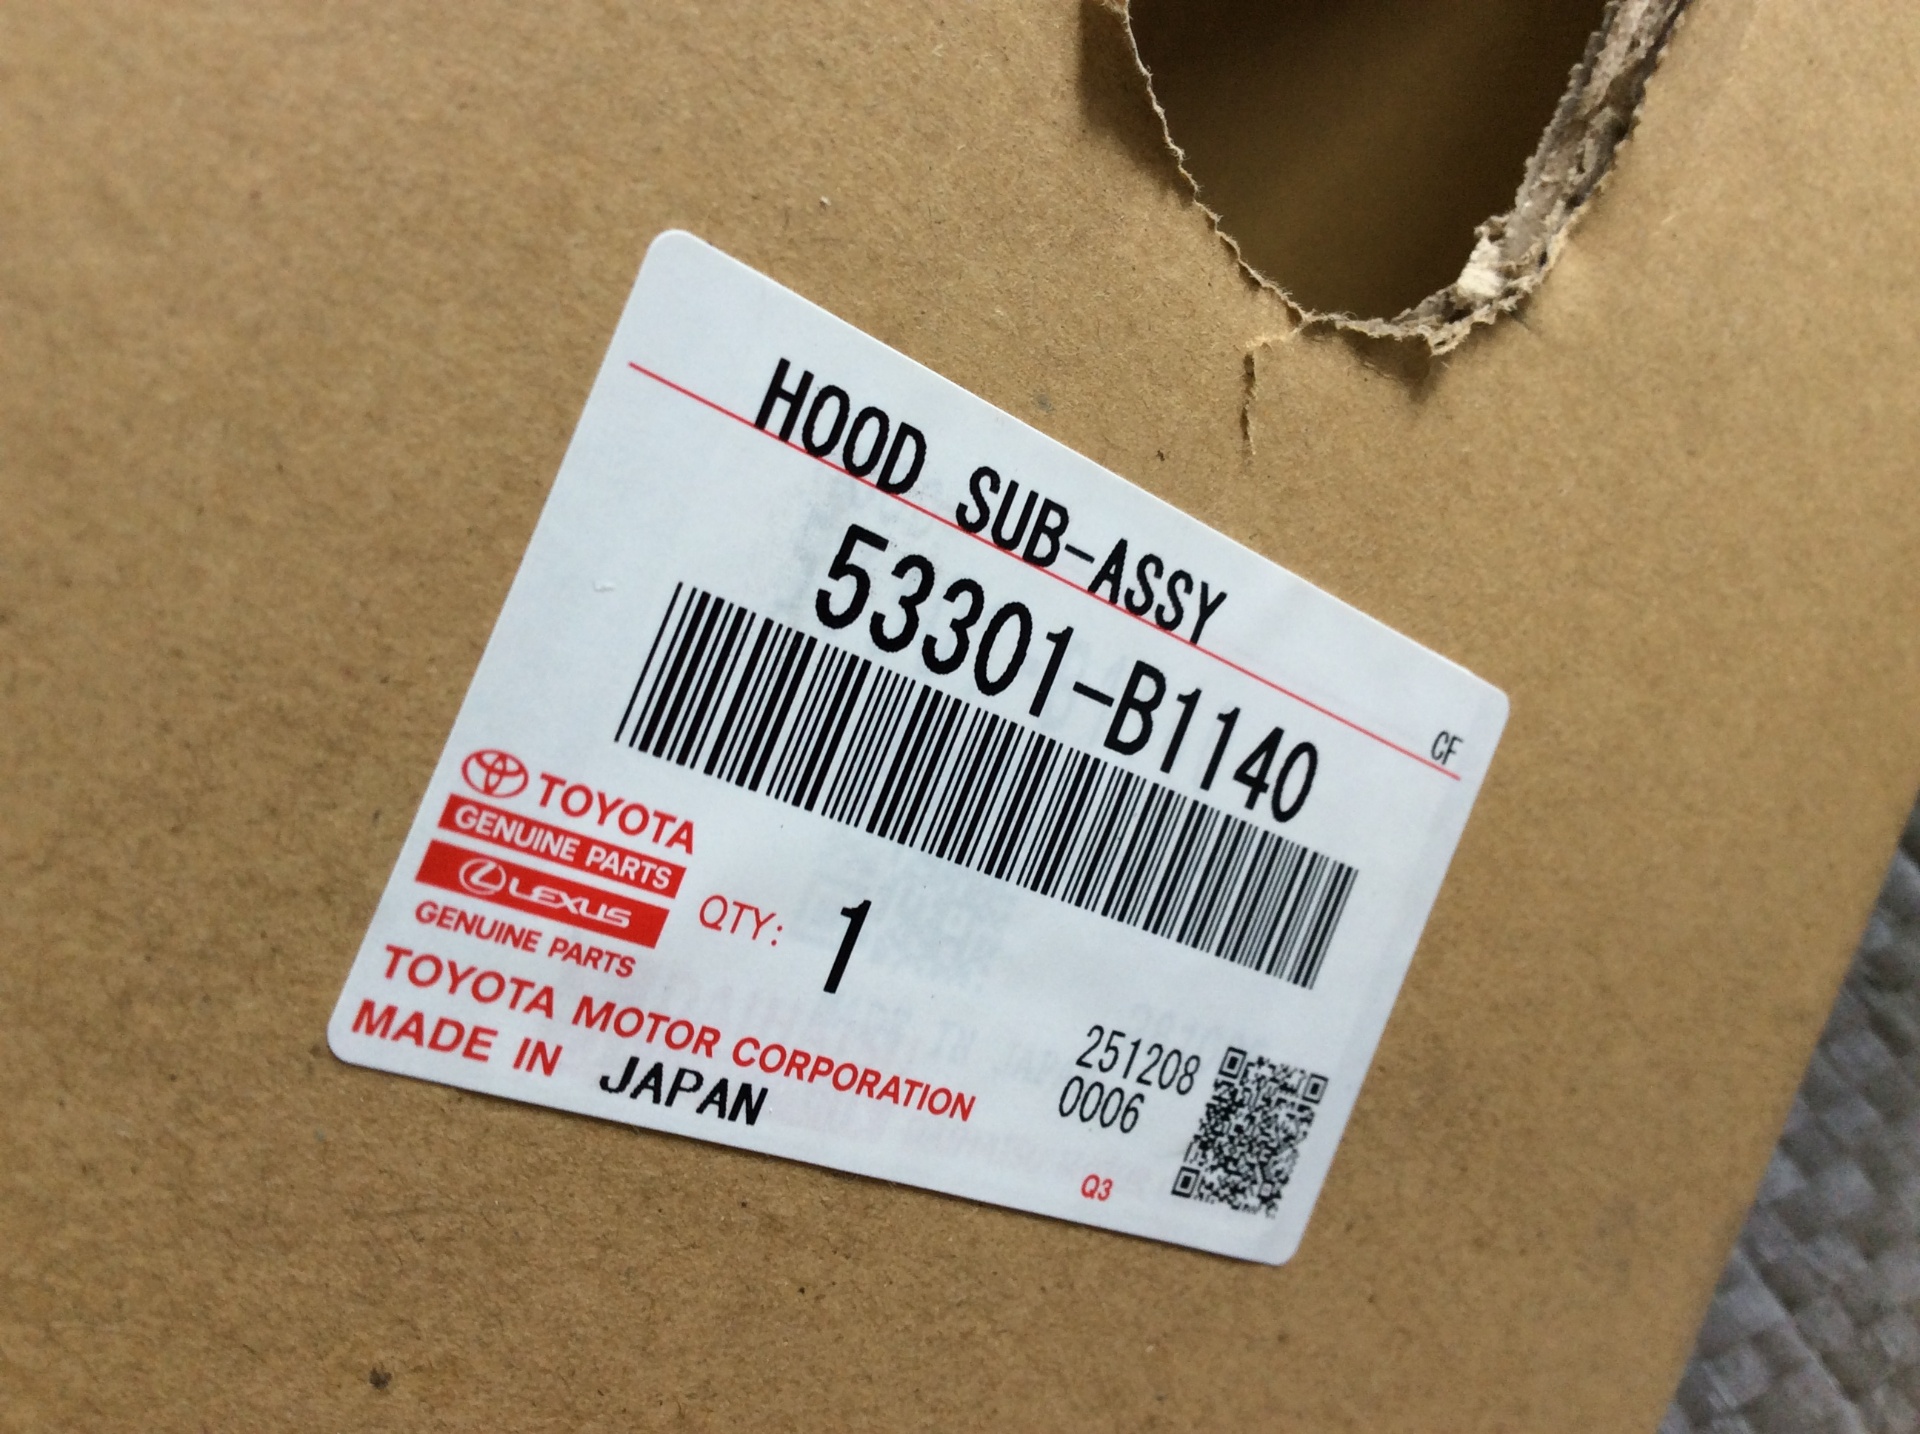 HOOD SUB-ASSY
CF
53301-B1140
TOYOTA
GENUINE PARTS
LEXUS
GENUINE PARTS
QTY: 1
TOYOTA MOTOR CORPORATION
MADE IN JAPAN
251208
0006
Q3